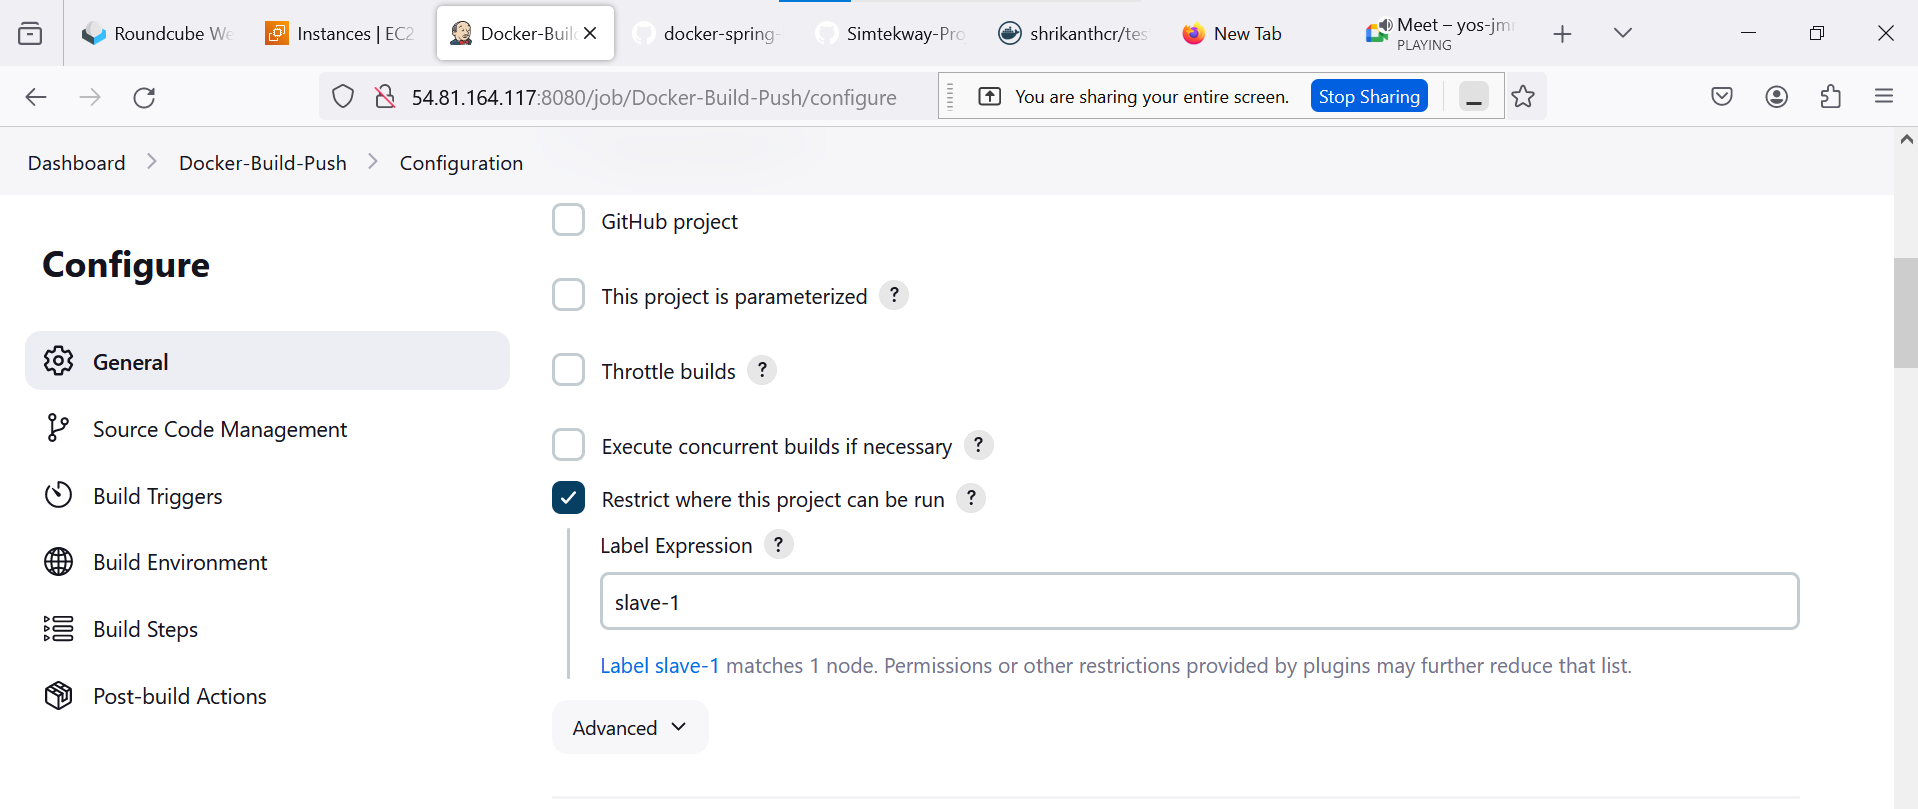 Roundcube We
Instances | EC2
Docker-Buil
docker-spring-
Simtekway-Pro
shrikanthcr/tes
New Tab
Meet – yos-jmr
PLAYING
54.81.164.117:8080/job/Docker-Build-Push/configure
You are sharing your entire screen.
Stop Sharing
Dashboard > Docker-Build-Push > Configuration
Configure
General
Source Code Management
Build Triggers
Build Environment
Build Steps
Post-build Actions
GitHub project
This project is parameterized ?
Throttle builds ?
Execute concurrent builds if necessary ?
Restrict where this project can be run ?
Label Expression ?
slave-1
Label slave-1 matches 1 node. Permissions or other restrictions provided by plugins may further reduce that list.
Advanced